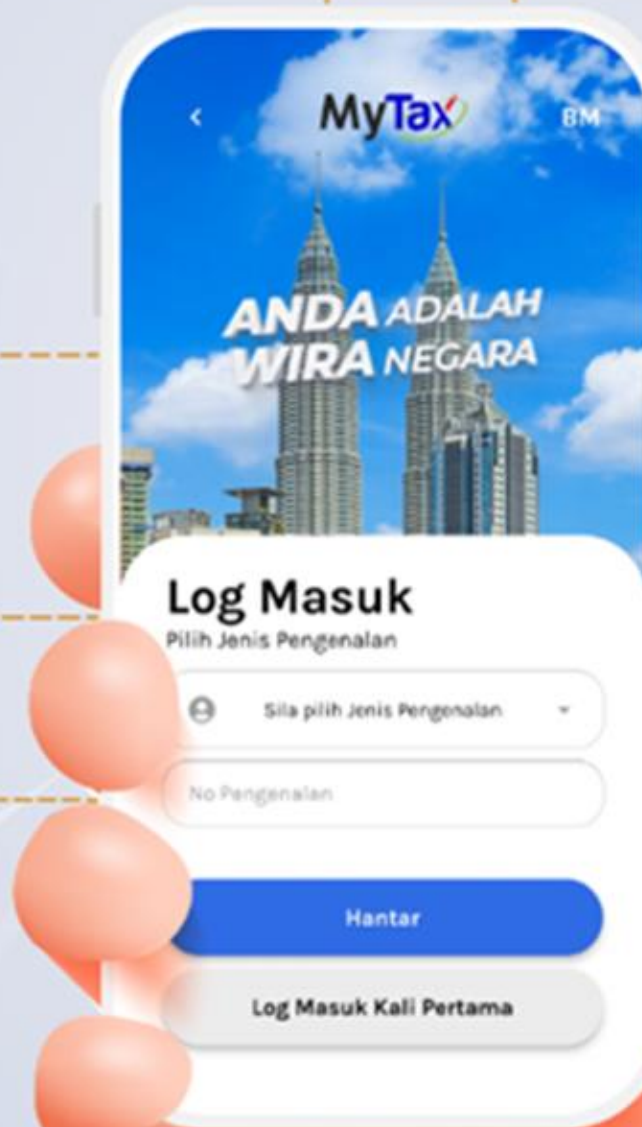 MyTax
BM
ANDA ADALAH
WIRA NEGARA
Log Masuk
Pilih Jenis Pengenalan
Sila pilih Jenis Pengenalan
No Pengenalan
Hantar
Log Masuk Kali Pertama